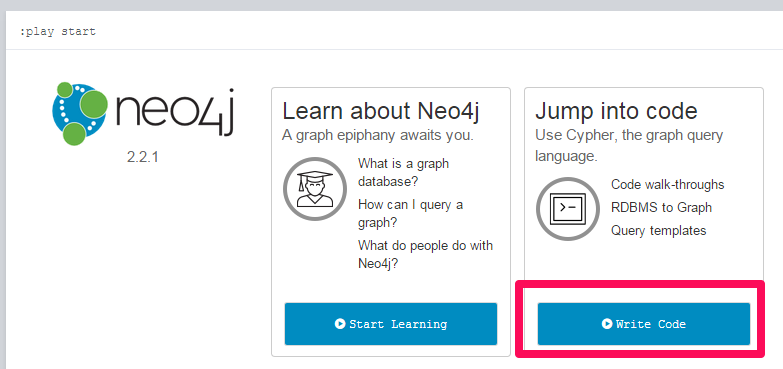 :play start
neo4j
2.2.1
Learn about Neo4j
A graph epiphany awaits you.
What is a graph
database?
How can I query a
graph?
What do people do with
Neo4j?
Start Learning
Jump into code
Use Cypher, the graph query
language.
Code walk-throughs
RDBMS to Graph
Query templates
Write Code